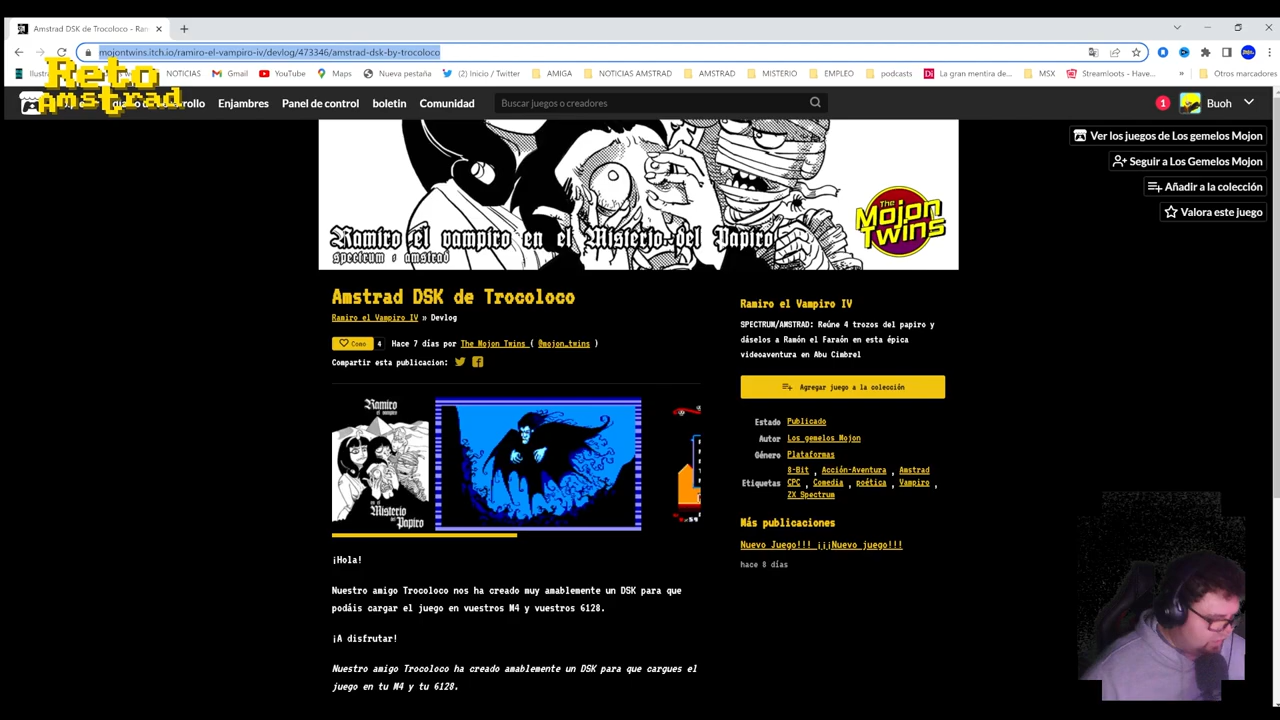 Amstrad DSK de Trocoloco - Ran
mojontwins.itch.io/ramiro-el-vampiro-iv/devlog/473346/amstrad-dsk-by-trocoloco
NOTICIAS
Gmail
YouTube
Maps
Nueva pestaña
(2) Inicio / Twitter
AMIGA
NOTICIAS AMSTRAD
AMSTRAD
MISTERIO
EMPLEO
podcasts
La gran mentira de...
MSX
Streamloots - Have...
»
Otros marcadores
Reto
Amstrad
Enjambres
Panel de control
boletin
Comunidad
Buscar juegos o creadores
1
Buoh
Ver los juegos de Los gemelos Mojon
Seguir a Los Gemelos Mojon
Añadir a la colección
Valora este juego
Ramiro el vampiro en el Misterio del Papiro
spectrum + amstrad
The
Mojon
Twins
Amstrad DSK de Trocoloco
Ramiro el Vampiro IV » Devlog
Como 4 Hace 7 días por The Mojon Twins ( @mojon_twins )
Compartir esta publicacion:
Ramiro
el vampiro
en el
Misterio
del Papiro
¡Hola!
Nuestro amigo Trocoloco nos ha creado muy amablemente un DSK para que
podáis cargar el juego en vuestros M4 y vuestros 6128.
¡A disfrutar!
Nuestro amigo Trocoloco ha creado amablemente un DSK para que cargues el
juego en tu M4 y tu 6128.
Ramiro el Vampiro IV
SPECTRUM/AMSTRAD: Reúne 4 trozos del papiro y
dáselos a Ramón el Faraón en esta épica
videoaventura en Abu Cimbrel
Agregar juego a la colección
Estado Publicado
Autor Los gemelos Mojon
Género Plataformas
Etiquetas 8-Bit , Acción-Aventura , Amstrad
CPC , Comedia , poética , Vampiro ,
ZX Spectrum
Más publicaciones
Nuevo Juego!!! ¡¡¡Nuevo juego!!!
hace 8 días